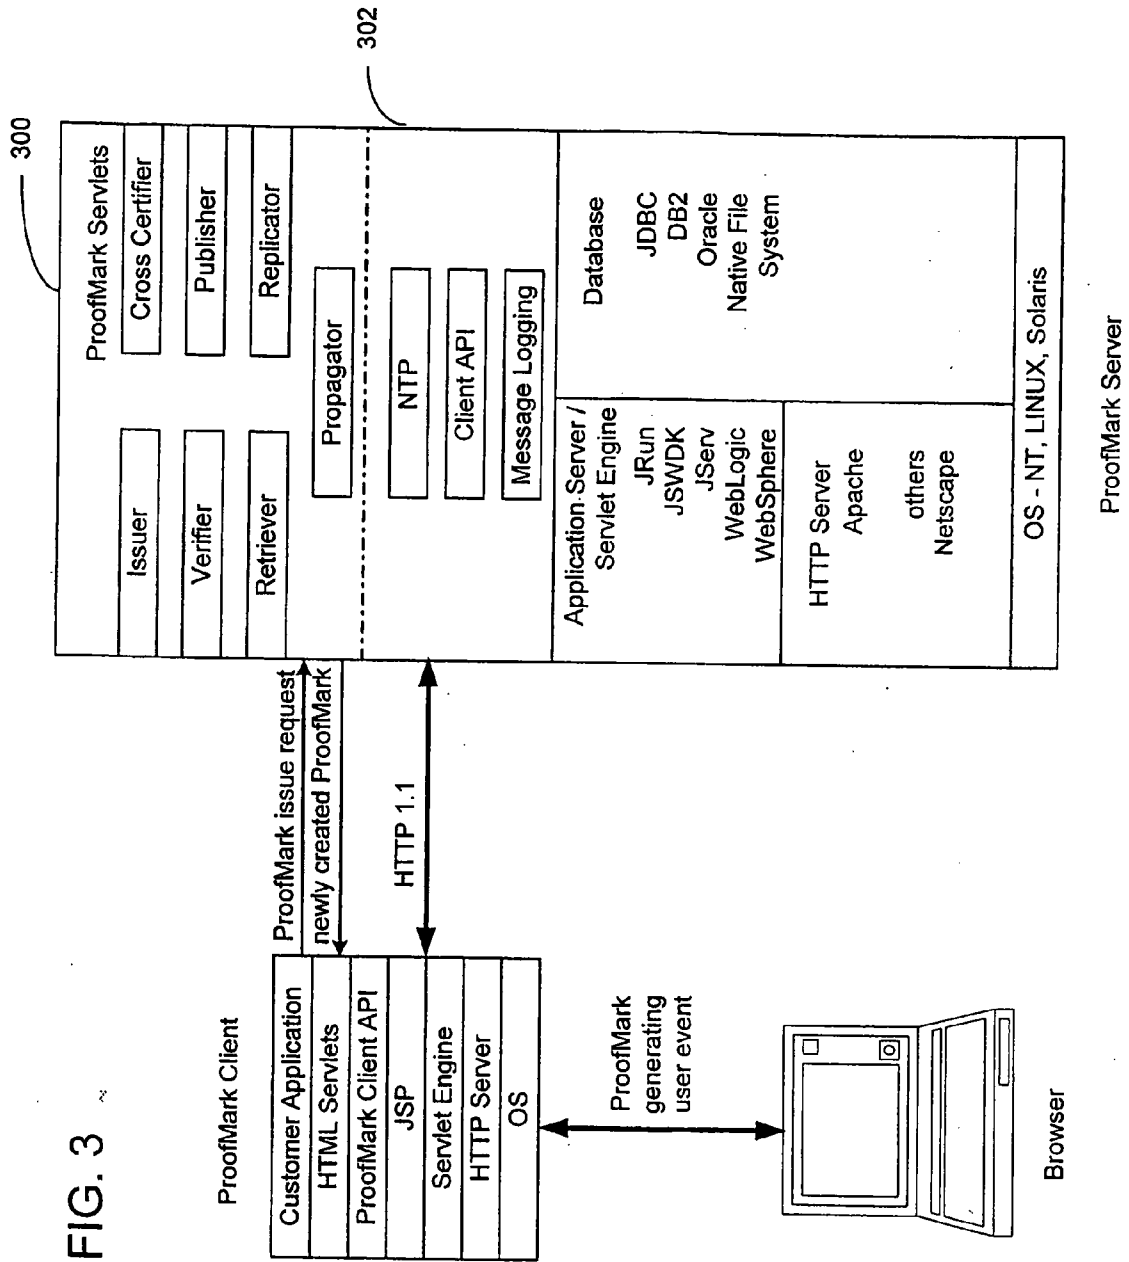 FIG. 3
ProofMark Client
Customer Application
HTML Servlets
ProofMark Client API
JSP
Servlet Engine
HTTP Server
OS
ProofMark issue request
newly created ProofMark
HTTP 1.1
ProofMark
generating
user event
Browser
300
302
ProofMark Servlets
Issuer
Cross Certifier
Verifier
Publisher
Retriever
Replicator
Propagator
NTP
Client API
Message Logging
Application Server /
Servlet Engine
JRun
JSWDK
JServ
WebLogic
WebSphere
Database
JDBC
DB2
Oracle
Native File
System
HTTP Server
Apache
others
Netscape
OS - NT, LINUX, Solaris
ProofMark Server